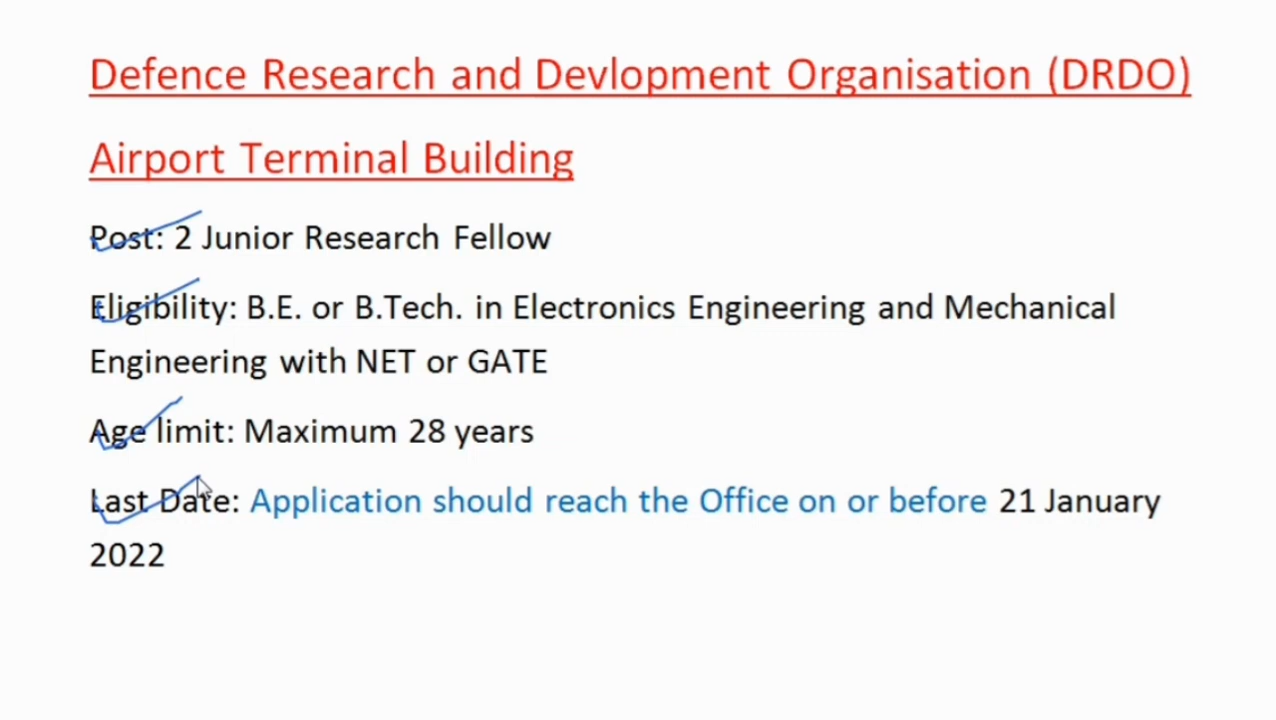 Defence Research and Devlopment Organisation (DRDO)
Airport Terminal Building
Post: 2 Junior Research Fellow
Eligibility: B.E. or B.Tech. in Electronics Engineering and Mechanical
Engineering with NET or GATE
Age limit: Maximum 28 years
Last Date: Application should reach the Office on or before 21 January
2022